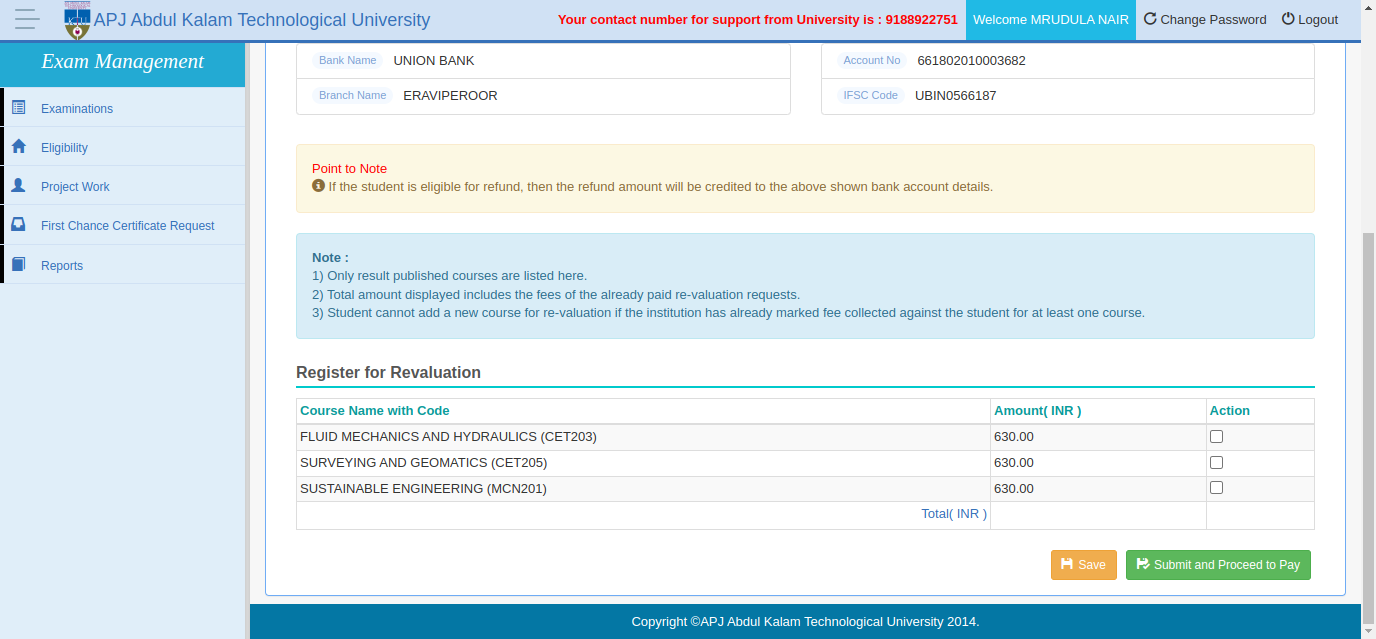 APJ Abdul Kalam Technological University
Your contact number for support from University is : 9188922751
Welcome MRUDULA NAIR
Change Password
Logout
Exam Management
Examinations
Eligibility
Project Work
First Chance Certificate Request
Reports
Bank Name UNION BANK
Account No 661802010003682
Branch Name ERAVIPEROOR
IFSC Code UBIN0566187
Point to Note
If the student is eligible for refund, then the refund amount will be credited to the above shown bank account details.
Note :
1) Only result published courses are listed here.
2) Total amount displayed includes the fees of the already paid re-valuation requests.
3) Student cannot add a new course for re-valuation if the institution has already marked fee collected against the student for at least one course.
Register for Revaluation
Course Name with Code Amount( INR ) Action
FLUID MECHANICS AND HYDRAULICS (CET203) 630.00
SURVEYING AND GEOMATICS (CET205) 630.00
SUSTAINABLE ENGINEERING (MCN201) 630.00
Total( INR )
Save
Submit and Proceed to Pay
Copyright ©APJ Abdul Kalam Technological University 2014.